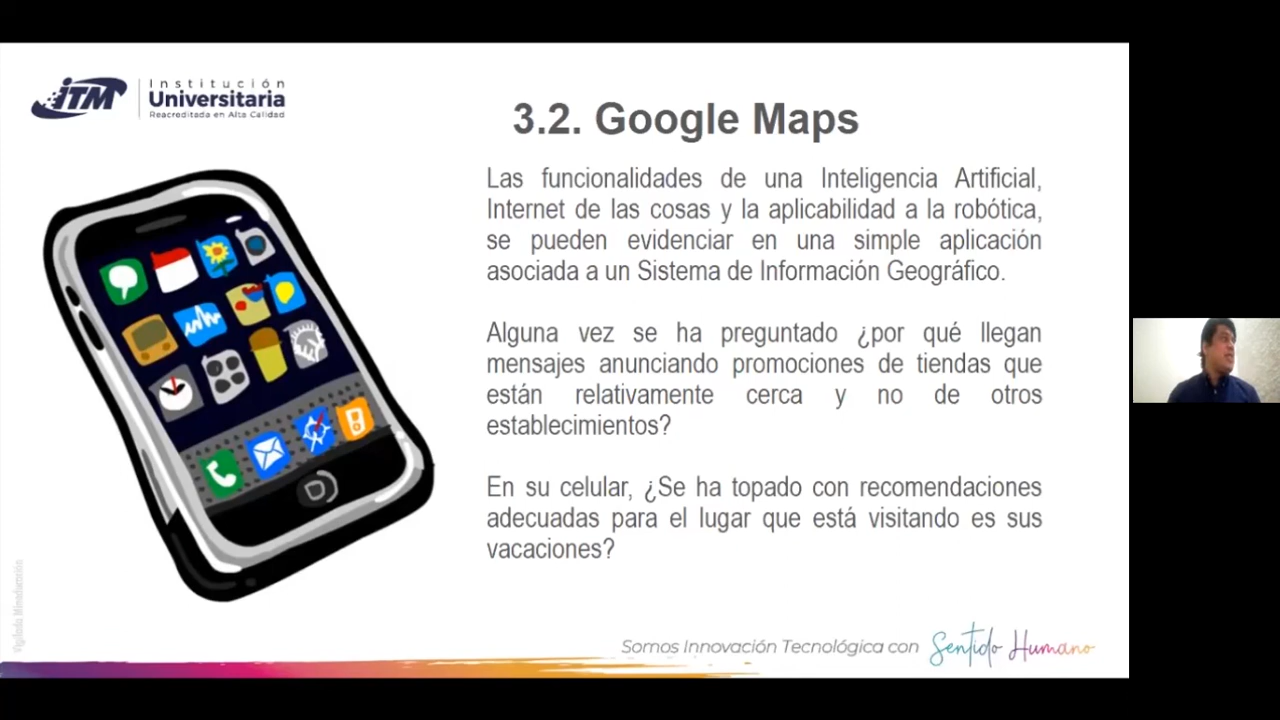 iTM
Institución
Universitaria
Reacreditada en Alta Calidad
3.2. Google Maps
Las funcionalidades de una Inteligencia Artificial,
Internet de las cosas y la aplicabilidad a la robótica,
se pueden evidenciar en una simple aplicación
asociada a un Sistema de Información Geográfico.
Alguna vez se ha preguntado ¿por qué llegan
mensajes anunciando promociones de tiendas que
están relativamente cerca y no de otros
establecimientos?
En su celular, ¿Se ha topado con recomendaciones
adecuadas para el lugar que está visitando es sus
vacaciones?
Vigilada Mineducación
Somos Innovación Tecnológica con Sentido Humano